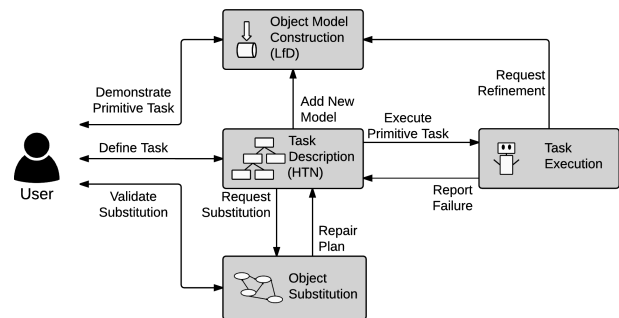 Object Model
Construction
(LfD)
Demonstrate
Primitive Task
Request
Refinement
Add New
Model
Execute
Primitive Task
Define Task
Task
Description
(HTN)
Task
Execution
User
Validate
Substitution
Request
Substitution
Report
Failure
Repair
Plan
Object
Substitution